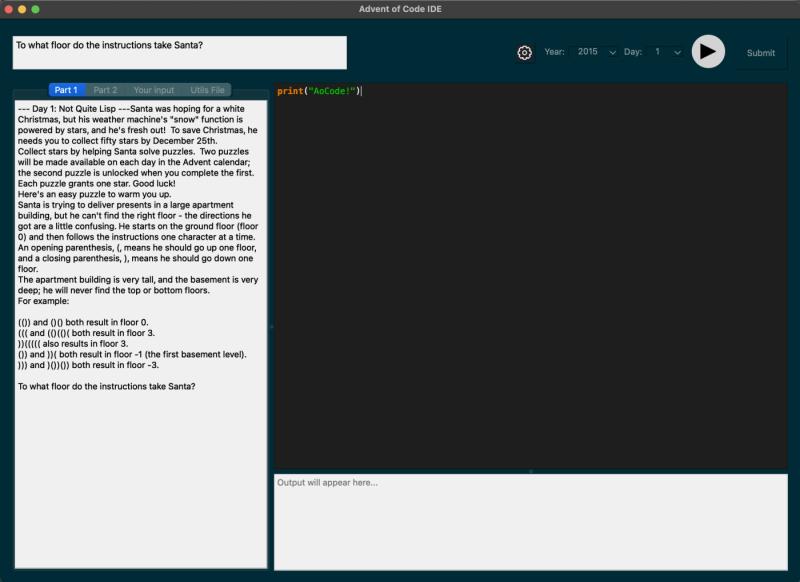 Advent of Code IDE
To what floor do the instructions take Santa?
Year: 2015 Day: 1 Submit
Part 1 Part 2 Your input Utils File
--- Day 1: Not Quite Lisp ---Santa was hoping for a white
Christmas, but his weather machine's "snow" function is
powered by stars, and he's fresh out!  To save Christmas, he
needs you to collect fifty stars by December 25th.
Collect stars by helping Santa solve puzzles.  Two puzzles
will be made available on each day in the Advent calendar;
the second puzzle is unlocked when you complete the first.
Each puzzle grants one star. Good luck!
Here's an easy puzzle to warm you up.
Santa is trying to deliver presents in a large apartment
building, but he can't find the right floor - the directions he
got are a little confusing. He starts on the ground floor (floor
0) and then follows the instructions one character at a time.
An opening parenthesis, (, means he should go up one floor,
and a closing parenthesis, ), means he should go down one
floor.
The apartment building is very tall, and the basement is very
deep; he will never find the top or bottom floors.
For example:
(()) and ()() both result in floor 0.
((( and (()(()( both result in floor 3.
))((((( also results in floor 3.
()) and ))( both result in floor -1 (the first basement level).
))) and )())()) both result in floor -3.
To what floor do the instructions take Santa?
print("AoCode!")
Output will appear here...